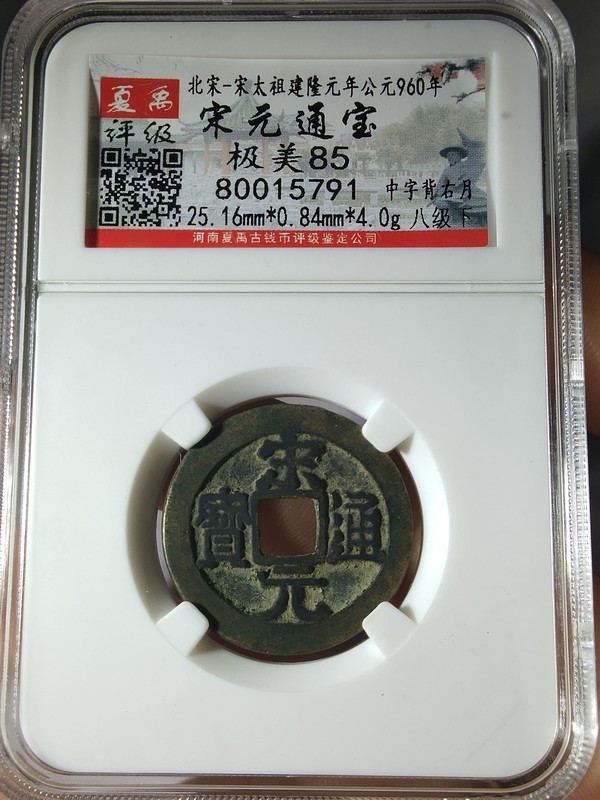 夏禹
评级
北宋-宋太祖建隆元年公元960年
宋元通宝
极美85
80015791 中字背右月
25.16mm*0.84mm*4.0g 八级下
河南夏禹古钱币评级鉴定公司
宋元通寶